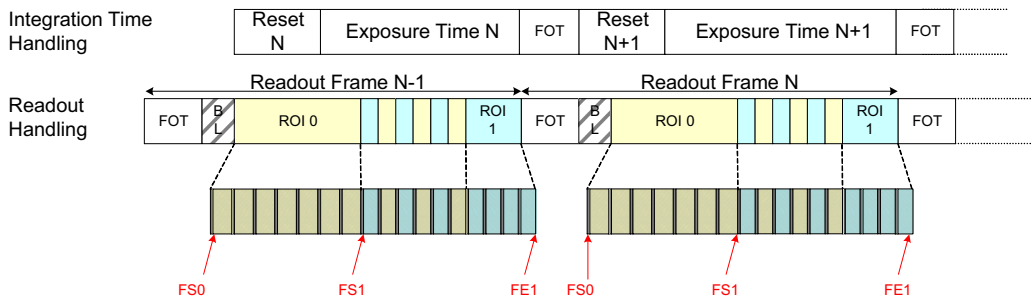 Integration Time
Handling
Reset
N
Exposure Time N
FOT
Reset
N+1
Exposure Time N+1
FOT
Readout Frame N-1
Readout Frame N
Readout
Handling
FOT
B
L
ROI 0
ROI
1
FOT
B
L
ROI 0
ROI
1
FOT
FS0
FS1
FE1
FS0
FS1
FE1